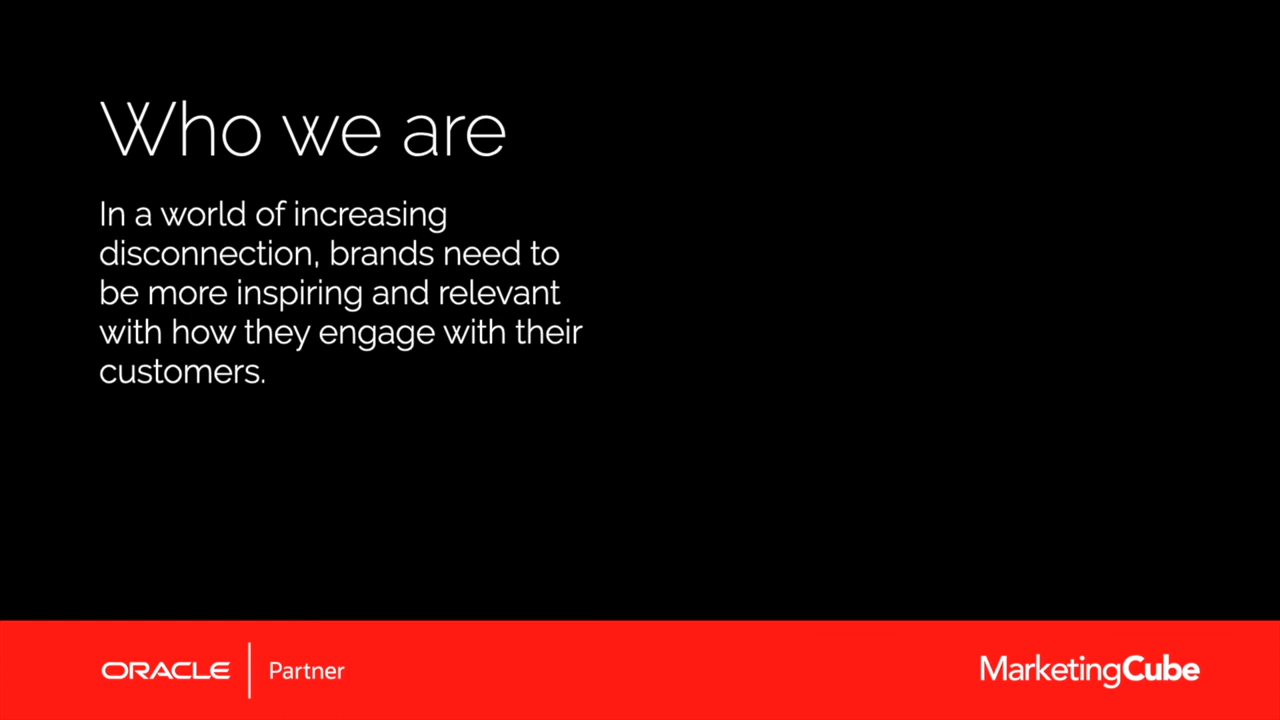 Who we are
In a world of increasing
disconnection, brands need to
be more inspiring and relevant
with how they engage with their
customers.
ORACLE | Partner
MarketingCube